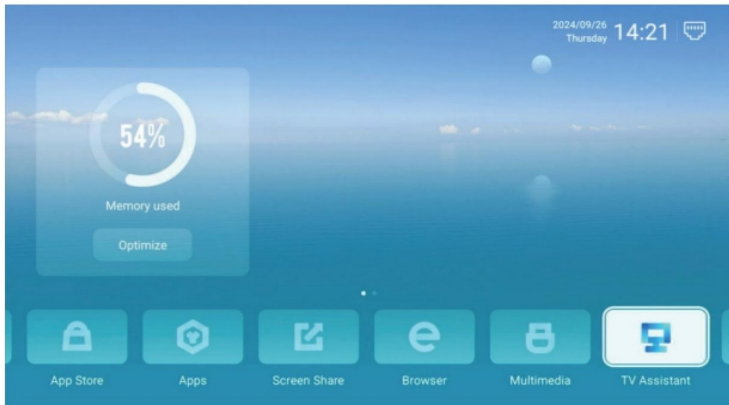 2024/09/26
Thursday
14:21
54%
Memory used
Optimize
App Store
Apps
Screen Share
Browser
Multimedia
TV Assistant